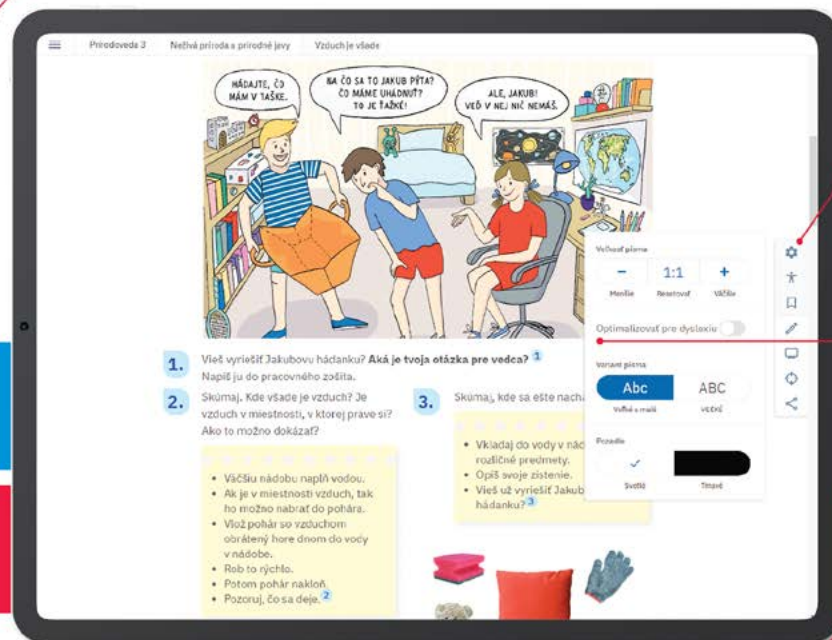 Prírodoveda 3 Neživá príroda a prírodné javy Vzduch je všade
HÁDAJTE, ČO
MÁM V TAŠKE.
NA ČO SA TO JAKUB PÝTA?
ČO MÁME UHÁDNUŤ?
TO JE ŤAŽKÉ!
ALE, JAKUB!
VEĎ V NEJ NIČ NEMÁŠ.
1. Vieš vyriešiť Jakubovu hádanku? Aká je tvoja otázka pre vedca? 1
Napíš ju do pracovného zošita.
2. Skúmaj. Kde všade je vzduch? Je
vzduch v miestnosti, v ktorej práve si?
Ako to možno dokázať?
• Väčšiu nádobu naplň vodou.
• Ak je v miestnosti vzduch, tak
ho možno nabrať do pohára.
• Vlož pohár so vzduchom
obrátený hore dnom do vody
v nádobe.
• Rob to rýchlo.
• Potom pohár nakloň.
• Pozoruj, čo sa deje. 2
3. Skúmaj, kde sa ešte nach
• Vkladaj do vody v nád
rozličné predmety.
• Opíš svoje zistenie.
• Vieš už vyriešiť Jakub
hádanku? 3
Veľkosť písma
− 1:1 +
Menšie Resetovať Väčšie
Optimalizovať pre dyslexiu
Variant písma
Abc ABC
Veľké a malé VEĽKÉ
Pozadie
Svetlé Tmavé